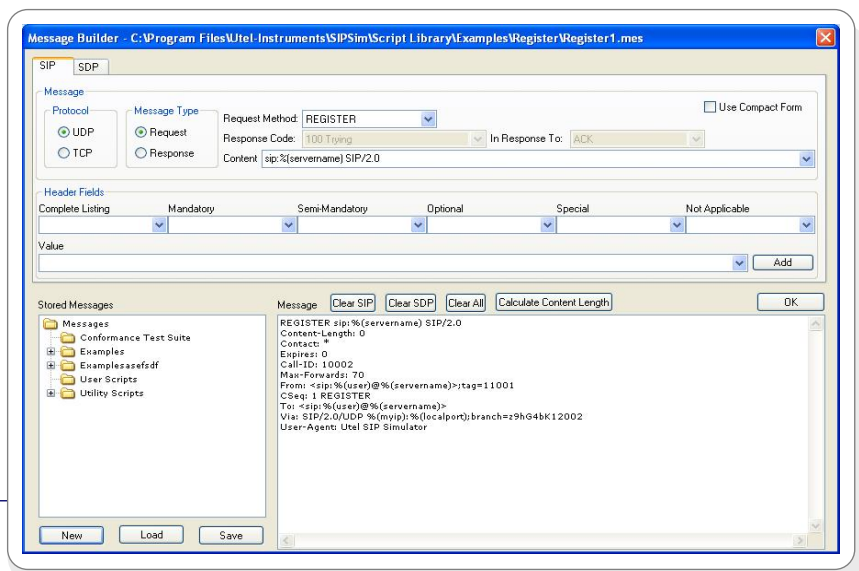 Message Builder - C:\Program Files\Utel-Instruments\SIPSim\Script Library\Examples\Register\Register1.mes
SIP SDP
Message
Protocol
UDP
TCP
Message Type
Request
Response
Request Method: REGISTER
Use Compact Form
Response Code: 100 Trying In Response To: ACK
Content sip:%(servername) SIP/2.0
Header Fields
Complete Listing Mandatory Semi-Mandatory Optional Special Not Applicable
Value
Add
Stored Messages
Messages
Conformance Test Suite
Examples
Examplesasefsdf
User Scripts
Utility Scripts
New Load Save
Message Clear SIP Clear SDP Clear All Calculate Content Length OK
REGISTER sip:%(servername) SIP/2.0
Content-Length: 0
Contact: *
Expires: 0
Call-ID: 10002
Max-Forwards: 70
From: <sip:%(user)@%(servername)>;tag=11001
CSeq: 1 REGISTER
To: <sip:%(user)@%(servername)>
Via: SIP/2.0/UDP %(myip):%(localport);branch=z9hG4bK12002
User-Agent: Utel SIP Simulator